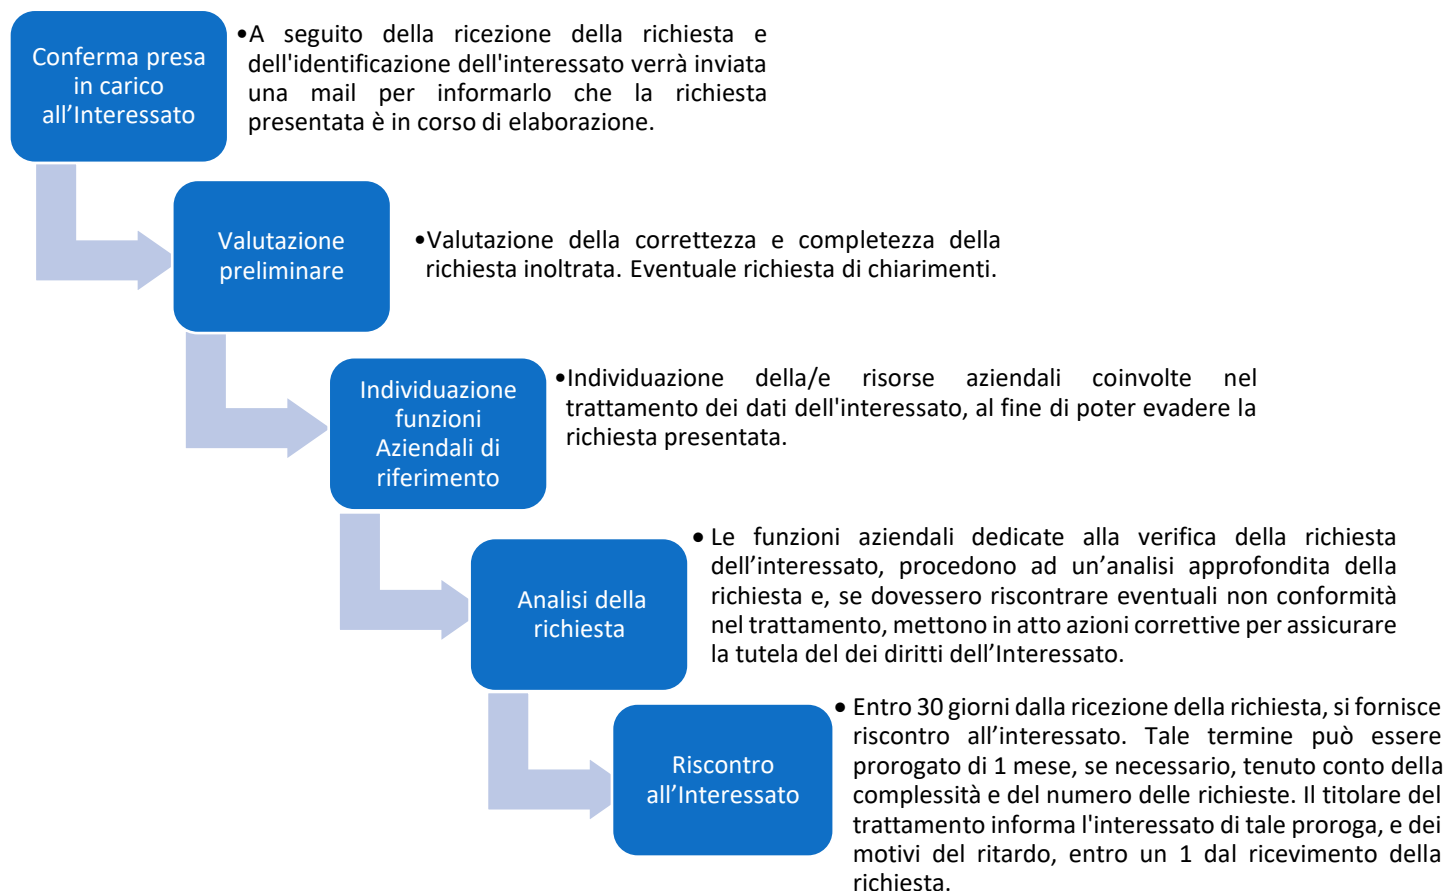 Conferma presa
in carico
all’Interessato
•A seguito della ricezione della richiesta e
dell'identificazione dell'interessato verrà inviata
una mail per informarlo che la richiesta
presentata è in corso di elaborazione.
Valutazione
preliminare
•Valutazione della correttezza e completezza della
richiesta inoltrata. Eventuale richiesta di chiarimenti.
Individuazione
funzioni
Aziendali di
riferimento
•Individuazione della/e risorse aziendali coinvolte nel
trattamento dei dati dell'interessato, al fine di poter evadere la
richiesta presentata.
Analisi della
richiesta
• Le funzioni aziendali dedicate alla verifica della richiesta
dell’interessato, procedono ad un’analisi approfondita della
richiesta e, se dovessero riscontrare eventuali non conformità
nel trattamento, mettono in atto azioni correttive per assicurare
la tutela del dei diritti dell’Interessato.
Riscontro
all’Interessato
• Entro 30 giorni dalla ricezione della richiesta, si fornisce
riscontro all’interessato. Tale termine può essere
prorogato di 1 mese, se necessario, tenuto conto della
complessità e del numero delle richieste. Il titolare del
trattamento informa l'interessato di tale proroga, e dei
motivi del ritardo, entro un 1 dal ricevimento della
richiesta.